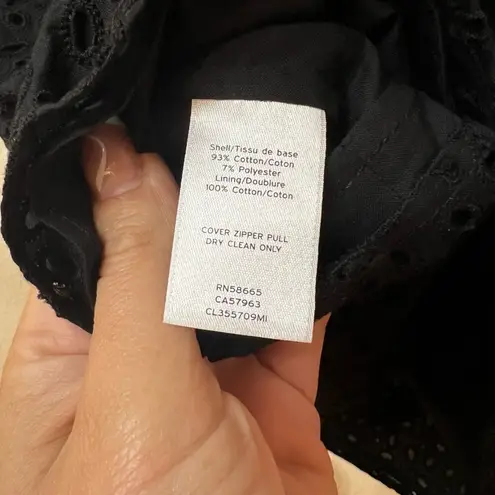 Shell/Tissu de base
93% Cotton/Coton
7% Polyester
Lining/Doublure
100% Cotton/Coton
COVER ZIPPER PULL
DRY CLEAN ONLY
RN58665
CA57963
CL355709MI